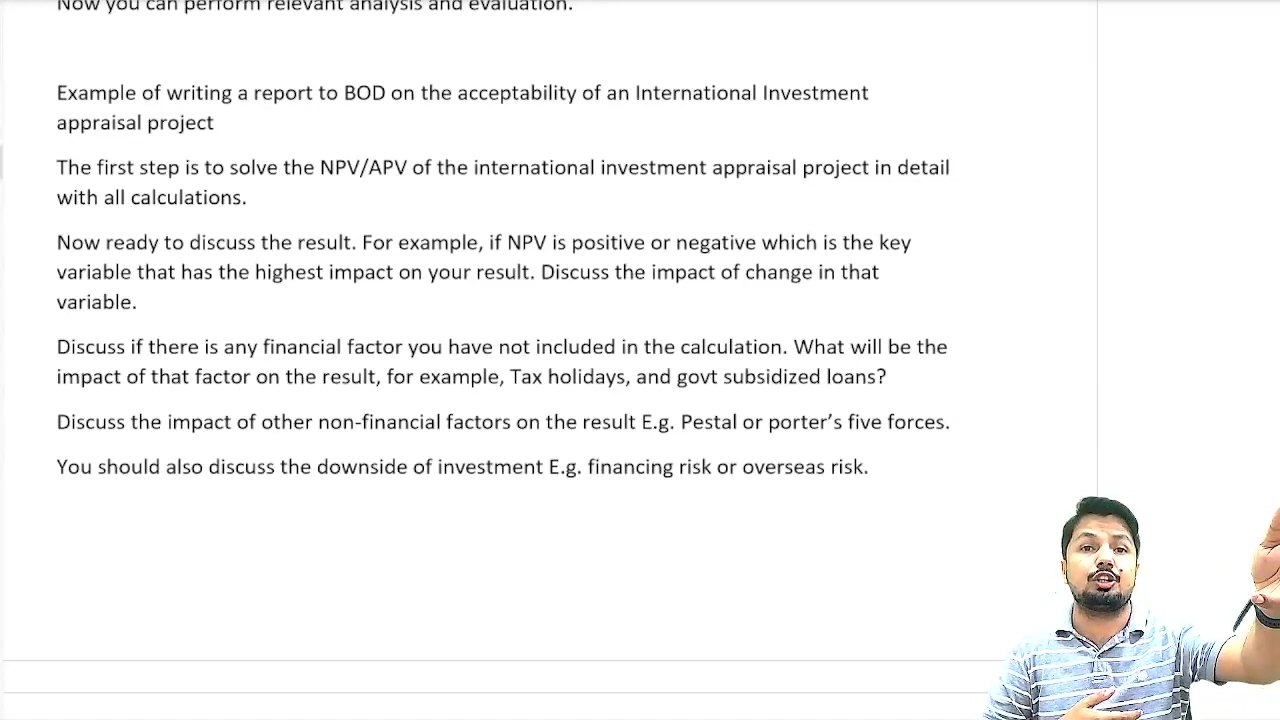 Now you can perform relevant analysis and evaluation.
Example of writing a report to BOD on the acceptability of an International Investment
appraisal project
The first step is to solve the NPV/APV of the international investment appraisal project in detail
with all calculations.
Now ready to discuss the result. For example, if NPV is positive or negative which is the key
variable that has the highest impact on your result. Discuss the impact of change in that
variable.
Discuss if there is any financial factor you have not included in the calculation. What will be the
impact of that factor on the result, for example, Tax holidays, and govt subsidized loans?
Discuss the impact of other non-financial factors on the result E.g. Pestal or porter’s five forces.
You should also discuss the downside of investment E.g. financing risk or overseas risk.